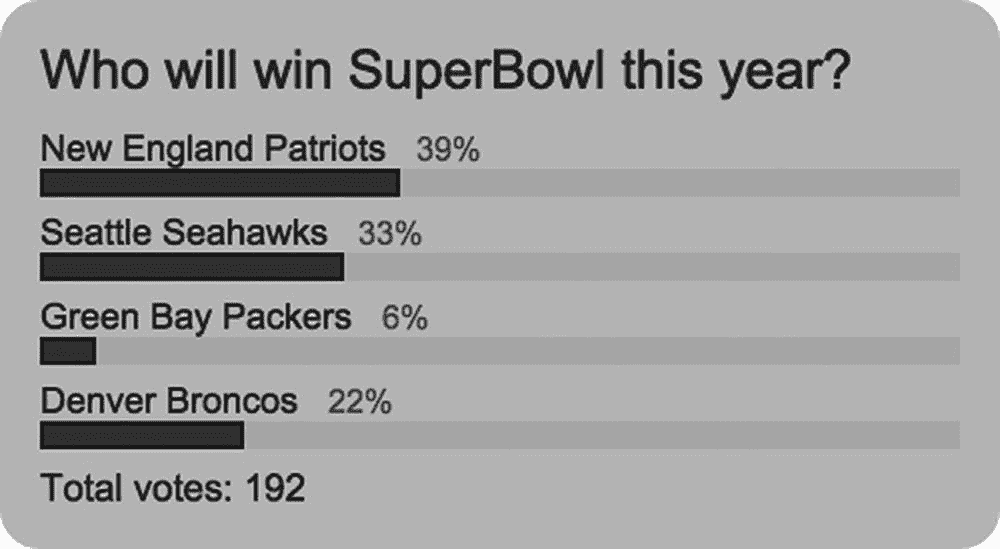 Who will win SuperBowl this year?
New England Patriots 39%
Seattle Seahawks 33%
Green Bay Packers 6%
Denver Broncos 22%
Total votes: 192